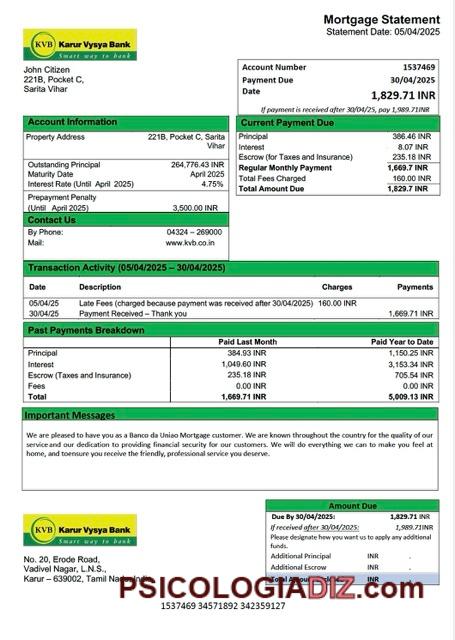 Mortgage Statement
Statement Date: 05/04/2025
KVB Karur Vysya Bank
Smart way to bank
John Citizen
221B, Pocket C,
Sarita Vihar
Account Number 1537469
Payment Due 30/04/2025
Date
1,829.71 INR
If payment is received after 30/04/25, pay 1,989.71INR
Account Information
Property Address 221B, Pocket C, Sarita
Vihar
Outstanding Principal 264,776.43 INR
Maturity Date April 2025
Interest Rate (Until April 2025) 4.75%
Prepayment Penalty
(Until April 2025) 3,500.00 INR
Contact Us
By Phone: 04324 – 269000
Mail: www.kvb.co.in
Current Payment Due
Principal 386.46 INR
Interest 8.07 INR
Escrow (for Taxes and Insurance) 235.18 INR
Regular Monthly Payment 1,669.7 INR
Total Fees Charged 160.00 INR
Total Amount Due 1,829.7 INR
Transaction Activity (05/04/2025 – 30/04/2025)
Date Description Charges Payments
05/04/25 Late Fees (charged because payment was received after 30/04/2025) 160.00 INR
30/04/25 Payment Received – Thank you 1,669.71 INR
Past Payments Breakdown
Paid Last Month Paid Year to Date
Principal 384.93 INR 1,150.25 INR
Interest 1,049.60 INR 3,153.34 INR
Escrow (Taxes and Insurance) 235.18 INR 705.54 INR
Fees 0.00 INR 0.00 INR
Total 1,669.71 INR 5,009.13 INR
Important Messages
We are pleased to have you as a Banco da Uniao Mortgage customer. We are known throughout the country for the quality of our
service and our dedication to providing financial security for our customers. We will do everything we can to make you feel at
home, and toensure you receive the friendly, professional service you deserve.
KVB Karur Vysya Bank
Smart way to bank
No. 20, Erode Road,
Vadivel Nagar, L.N.S.,
Karur – 639002, Tamil Nadu, India
Amount Due
Due By 30/04/2025: 1,829.71 INR
If received after 30/04/2025: 1,989.71INR
Please designate how you want us to apply any additional
funds.
Additional Principal INR .
Additional Escrow INR .
Total Amount INR .
PSICOLOGIADIZ.com
1537469 34571892 342359127